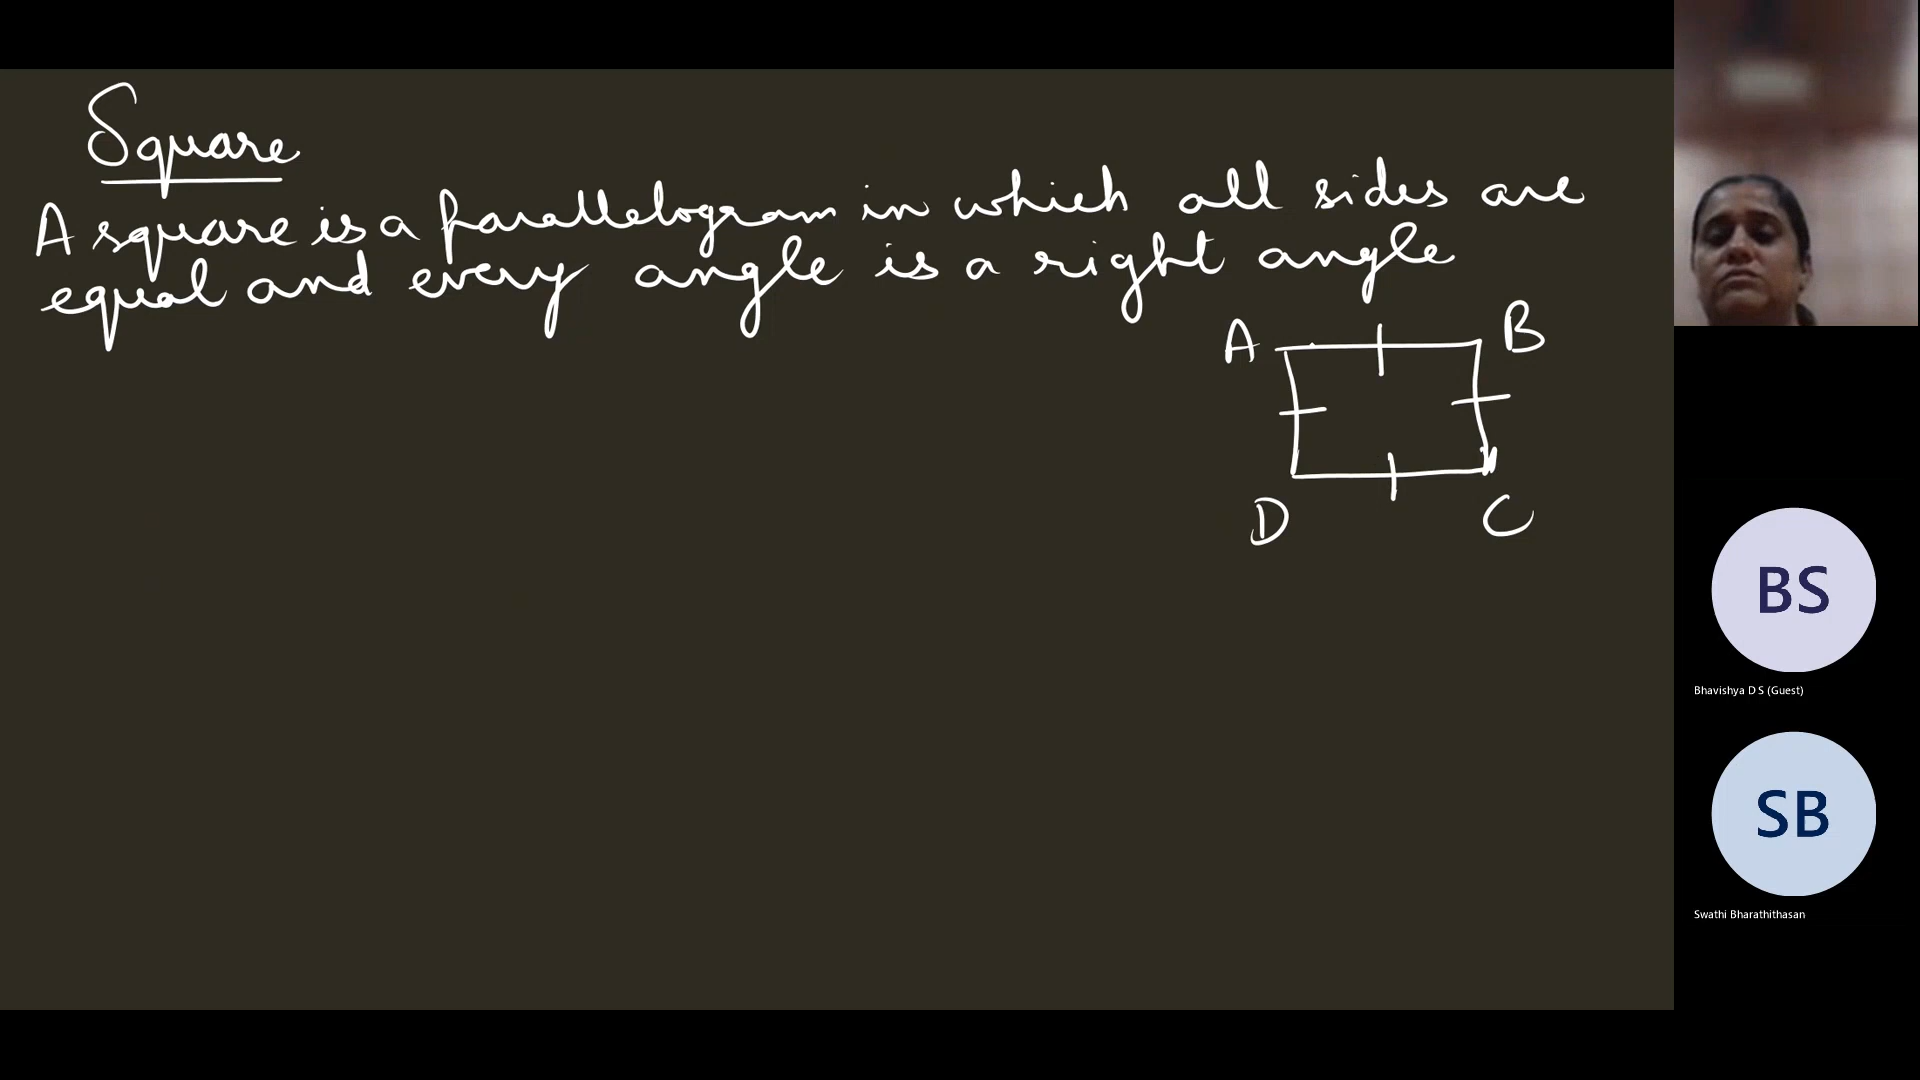 Square
A square is a parallelogram in which all sides are
equal and every angle is a right angle
A B
D C
BS
Bhavishya D S (Guest)
SB
Swathi Bharathithasan